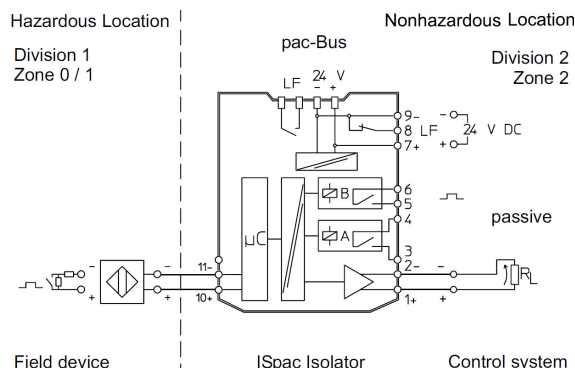 Hazardous Location
Nonhazardous Location
Division 1
Zone 0 / 1
pac-Bus
Division 2
Zone 2
LF 24 V
- +
9-
8 LF
7+
- 24 V DC
+
6
5
B
4
passive
A
3
µC
11-
2-
- -
-
RL
10+
1+
+ +
+
Field device
ISpac Isolator
Control system